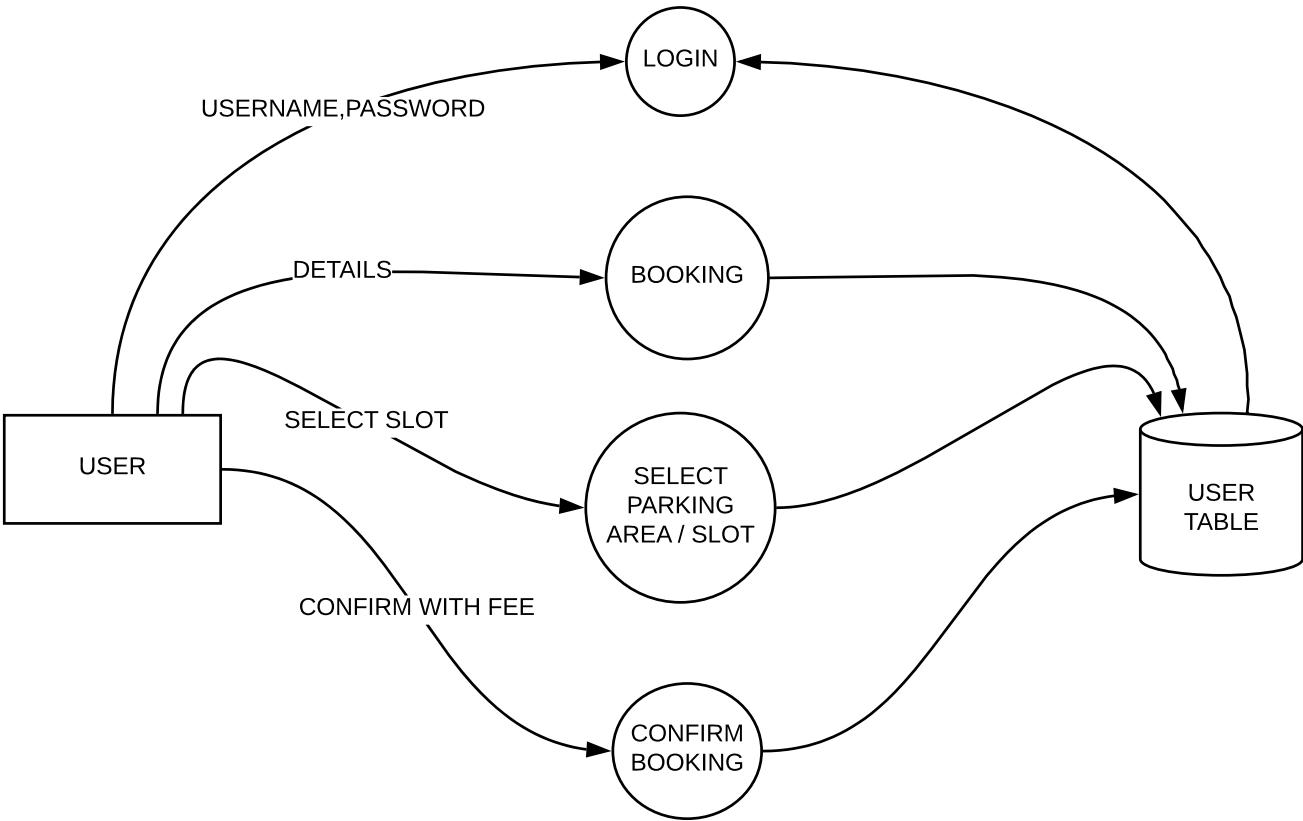 LOGIN
USERNAME,PASSWORD
DETAILS
BOOKING
SELECT SLOT
USER
SELECT
PARKING
AREA / SLOT
USER
TABLE
CONFIRM WITH FEE
CONFIRM
BOOKING